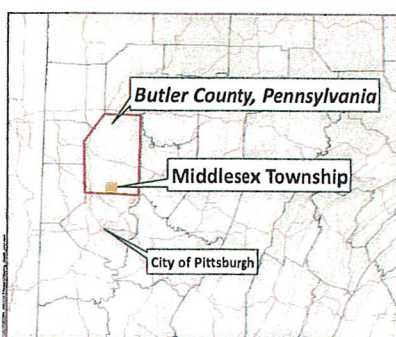 Butler County, Pennsylvania
Middlesex Township
City of Pittsburgh